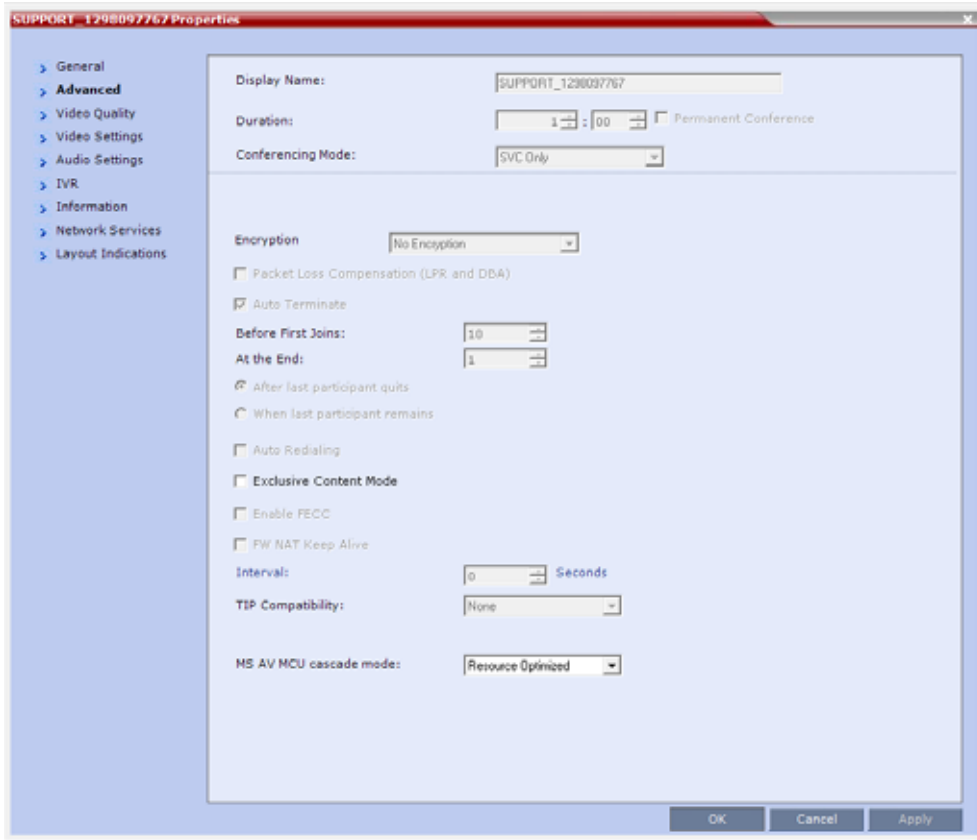 SUPPORT_1298097767 Properties
General
Advanced
Video Quality
Video Settings
Audio Settings
IVR
Information
Network Services
Layout Indications
Display Name: SUPPORT_1298097767
Duration: 1 : 00 Permanent Conference
Conferencing Mode: SVC Only
Encryption No Encryption
Packet Loss Compensation (LPR and DBA)
Auto Terminate
Before First Joins: 10
At the End: 1
After last participant quits
When last participant remains
Auto Redialing
Exclusive Content Mode
Enable FECC
FW NAT Keep Alive
Interval: 0 Seconds
TIP Compatibility: None
MS AV MCU cascade mode: Resource Optimized
OK Cancel Apply